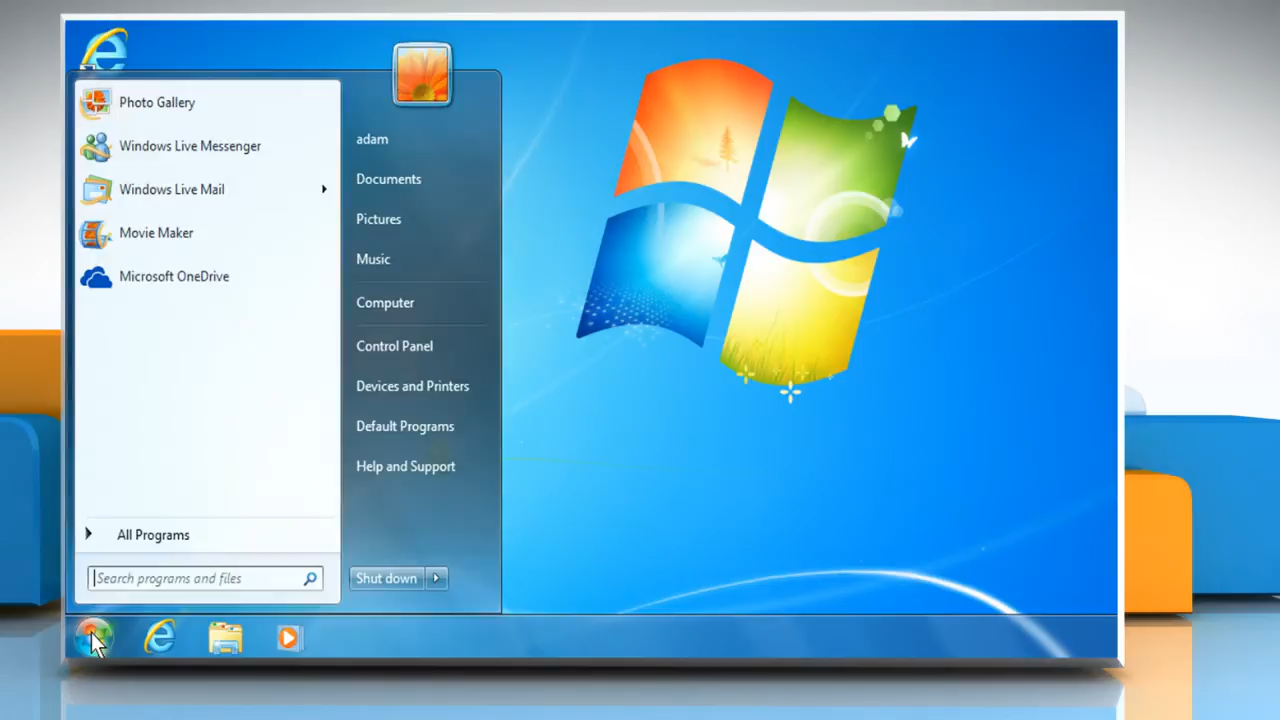 Photo Gallery
Windows Live Messenger
Windows Live Mail
Movie Maker
Microsoft OneDrive
All Programs
Search programs and files
adam
Documents
Pictures
Music
Computer
Control Panel
Devices and Printers
Default Programs
Help and Support
Shut down